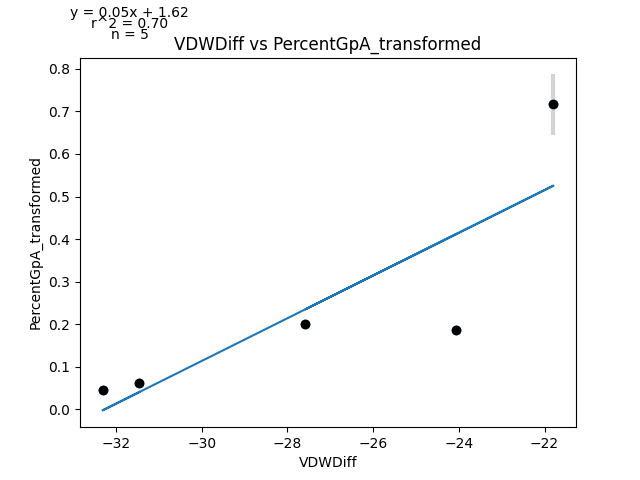 y = 0.05x + 1.62
r^2 = 0.70
n = 5
VDWDiff vs PercentGpA_transformed
0.8
0.7
0.6
0.5
0.4
0.3
0.2
0.1
0.0
PercentGpA_transformed
−32 −30 −28 −26 −24 −22
VDWDiff